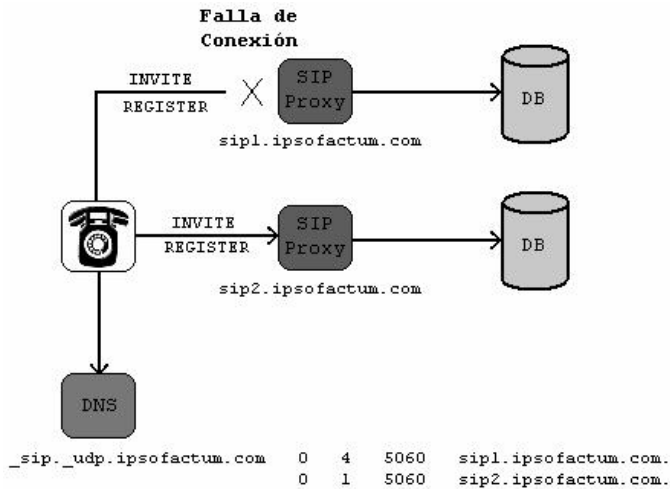 Falla de
Conexión
INVITE
REGISTER
SIP
Proxy
DB
sip1.ipsofactum.com
INVITE
REGISTER
SIP
Proxy
DB
sip2.ipsofactum.com
DNS
_sip._udp.ipsofactum.com 0 4 5060 sip1.ipsofactum.com.
0 1 5060 sip2.ipsofactum.com.